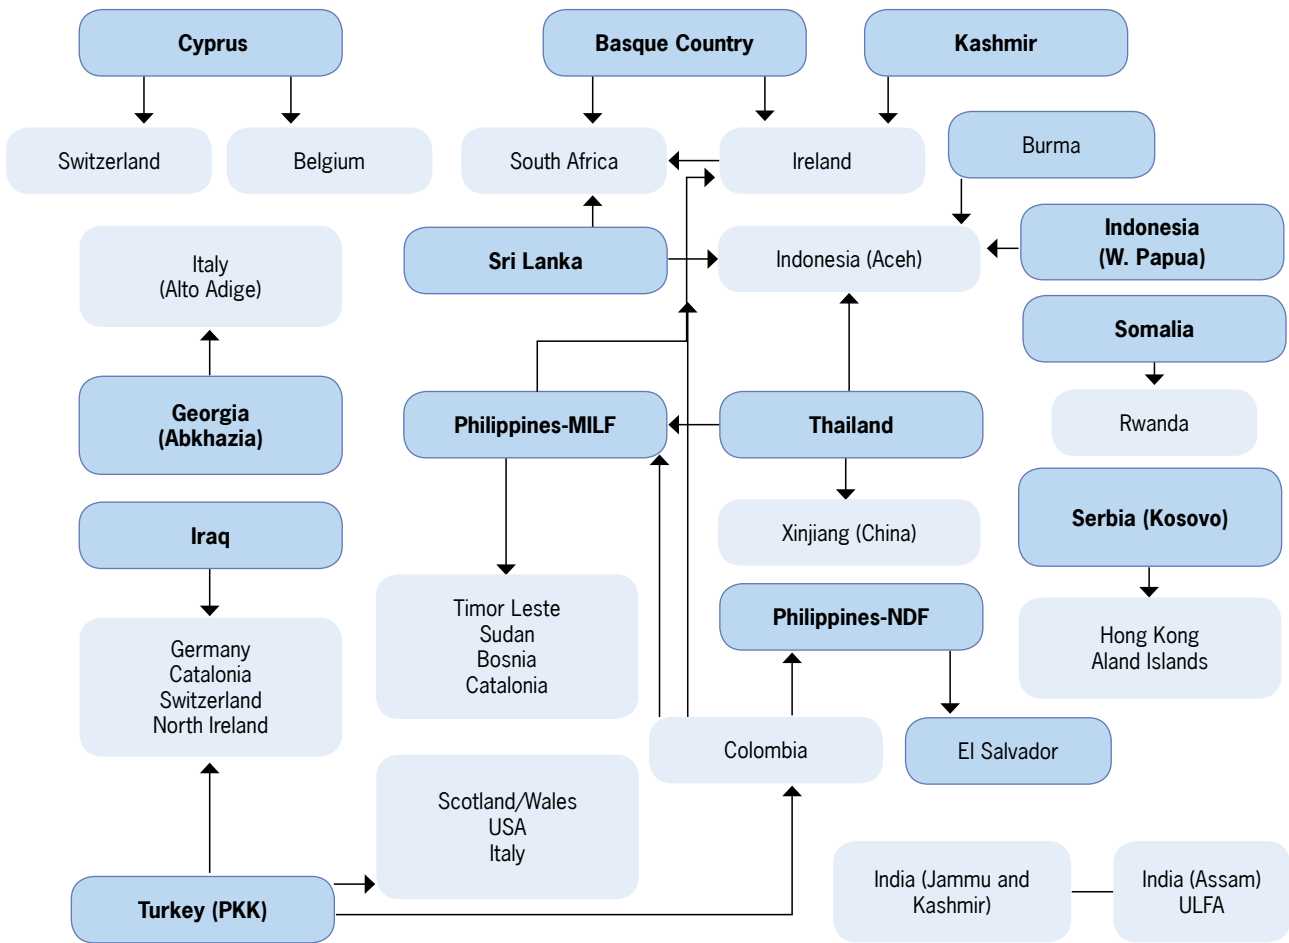 Cyprus
Basque Country
Kashmir
Switzerland
Belgium
South Africa
Ireland
Burma
Italy
(Alto Adige)
Sri Lanka
Indonesia (Aceh)
Indonesia
(W. Papua)
Somalia
Georgia
(Abkhazia)
Philippines-MILF
Thailand
Rwanda
Iraq
Xinjiang (China)
Serbia (Kosovo)
Germany
Catalonia
Switzerland
North Ireland
Timor Leste
Sudan
Bosnia
Catalonia
Philippines-NDF
Hong Kong
Aland Islands
Colombia
El Salvador
Scotland/Wales
USA
Italy
Turkey (PKK)
India (Jammu and
Kashmir)
India (Assam)
ULFA